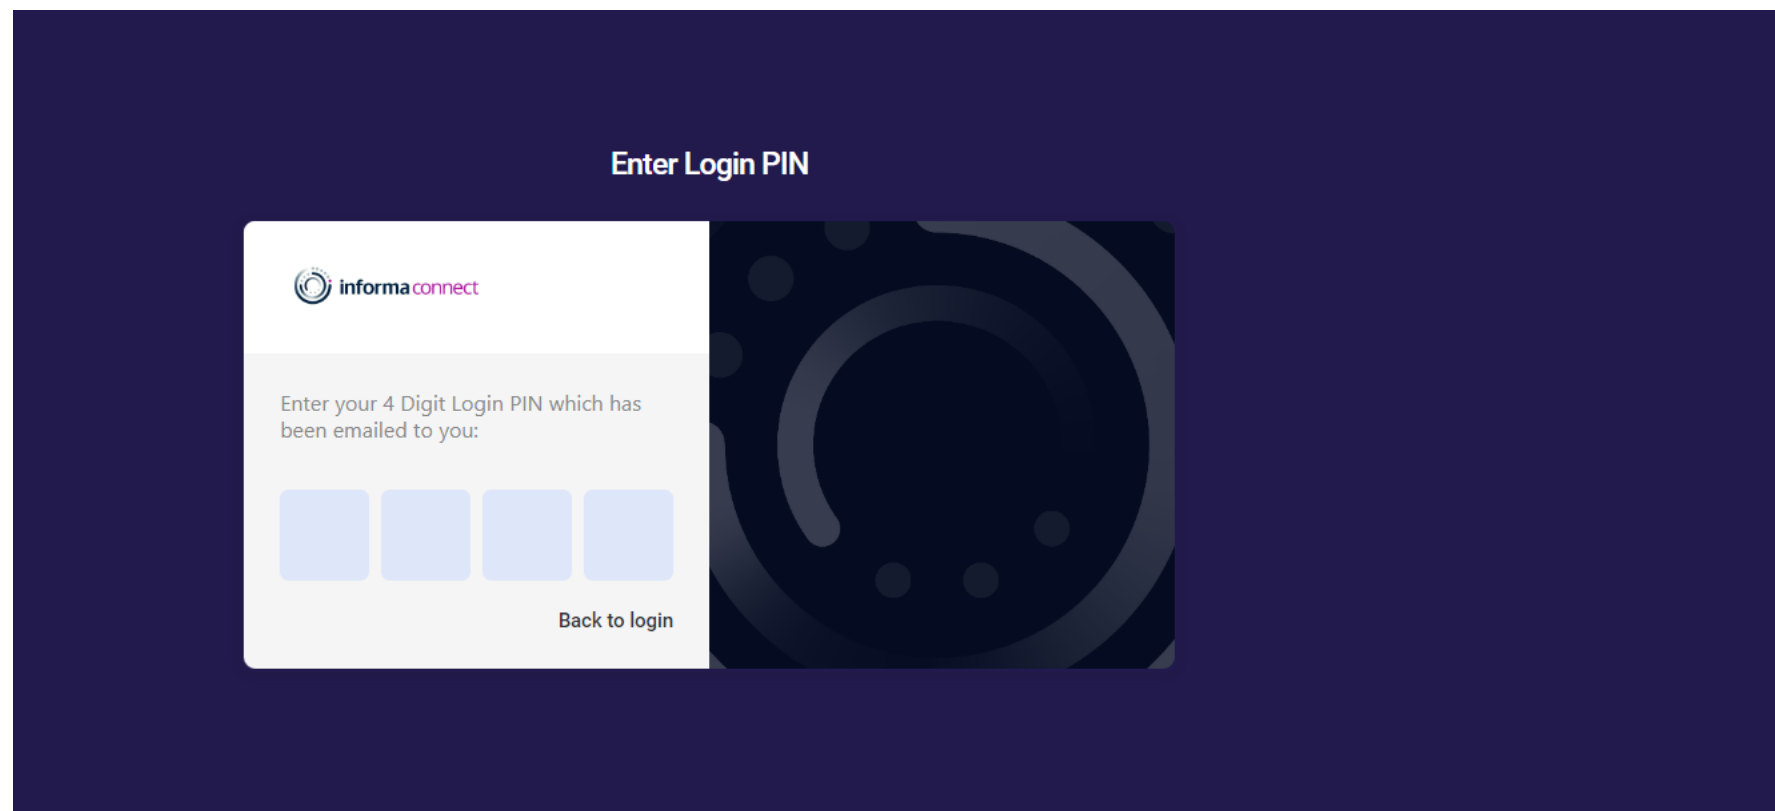 Enter Login PIN
informa connect
Enter your 4 Digit Login PIN which has
been emailed to you:
Back to login